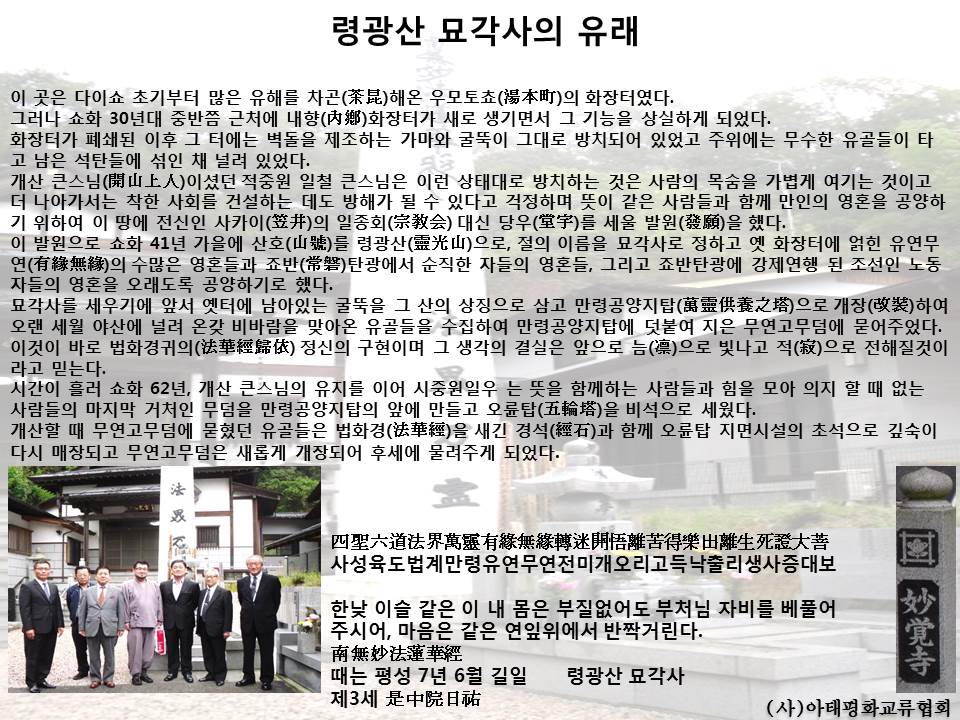 령광산 묘각사의 유래
이 곳은 다이쇼 초기부터 많은 유해를 차곤(茶昆)해온 우모토쵸(湯本町)의 화장터였다.
그러나 쇼화 30년대 중반쯤 근처에 내향(内鄕)화장터가 새로 생기면서 그 기능을 상실하게 되었다.
화장터가 폐쇄된 이후 그 터에는 벽돌을 제조하는 가마와 굴뚝이 그대로 방치되어 있었고 주위에는 무수한 유골들이 타
고 남은 석탄들에 섞인 채 널려 있었다.
개산 큰스님(開山上人)이셨던 적중원 일철 큰스님은 이런 상태대로 방치하는 것은 사람의 목숨을 가볍게 여기는 것이고
더 나아가서는 착한 사회를 건설하는 데도 방해가 될 수 있다고 걱정하며 뜻이 같은 사람들과 함께 만인의 영혼을 공양하
기 위하여 이 땅에 전신인 사카이(笠井)의 일종회(宗教会) 대신 당우(堂宇)를 세울 발원(發願)을 했다.
이 발원으로 쇼화 41년 가을에 산호(山號)를 령광산(靈光山)으로, 절의 이름을 묘각사로 정하고 옛 화장터에 얽힌 유연무
연(有緣無緣)의 수많은 영혼들과 죠반(常磐)탄광에서 순직한 자들의 영혼들, 그리고 죠반탄광에 강제연행 된 조선인 노동
자들의 영혼을 오래도록 공양하기로 했다.
묘각사를 세우기에 앞서 옛터에 남아있는 굴뚝을 그 산의 상징으로 삼고 만령공양지탑(萬靈供養之塔)으로 개장(改裝)하여
오랜 세월 야산에 널려 온갖 비바람을 맞아온 유골들을 수집하여 만령공양지탑에 덧붙여 지은 무연고무덤에 묻어주었다.
이것이 바로 법화경귀의(法華經歸依) 정신의 구현이며 그 생각의 결실은 앞으로 늠(凛)으로 빛나고 적(寂)으로 전해질것이
라고 믿는다.
시간이 흘러 쇼화 62년, 개산 큰스님의 유지를 이어 시중원일우 는 뜻을 함께하는 사람들과 힘을 모아 의지 할 때 없는
사람들의 마지막 거처인 무덤을 만령공양지탑의 앞에 만들고 오륜탑(五輪塔)을 비석으로 세웠다.
개산할 때 무연고무덤에 묻혔던 유골들은 법화경(法華經)을 새긴 경석(經石)과 함께 오륜탑 지면시설의 초석으로 깊숙이
다시 매장되고 무연고무덤은 새롭게 개장되어 후세에 물려주게 되었다.
法界万
四聖六道法界萬靈有緣無緣轉迷開悟離苦得樂出離生死證大菩
사성육도법계만령유연무연전미개오리고득낙출리생사증대보
한낮 이슬 같은 이 내 몸은 부질없어도 부처님 자비를 베풀어
주시어, 마음은 같은 연잎위에서 반짝거린다.
南無妙法蓮華經
때는 평성 7년 6월 길일 령광산 묘각사
제3세 是中院日祐
妙覚寺
(사)아태평화교류협회